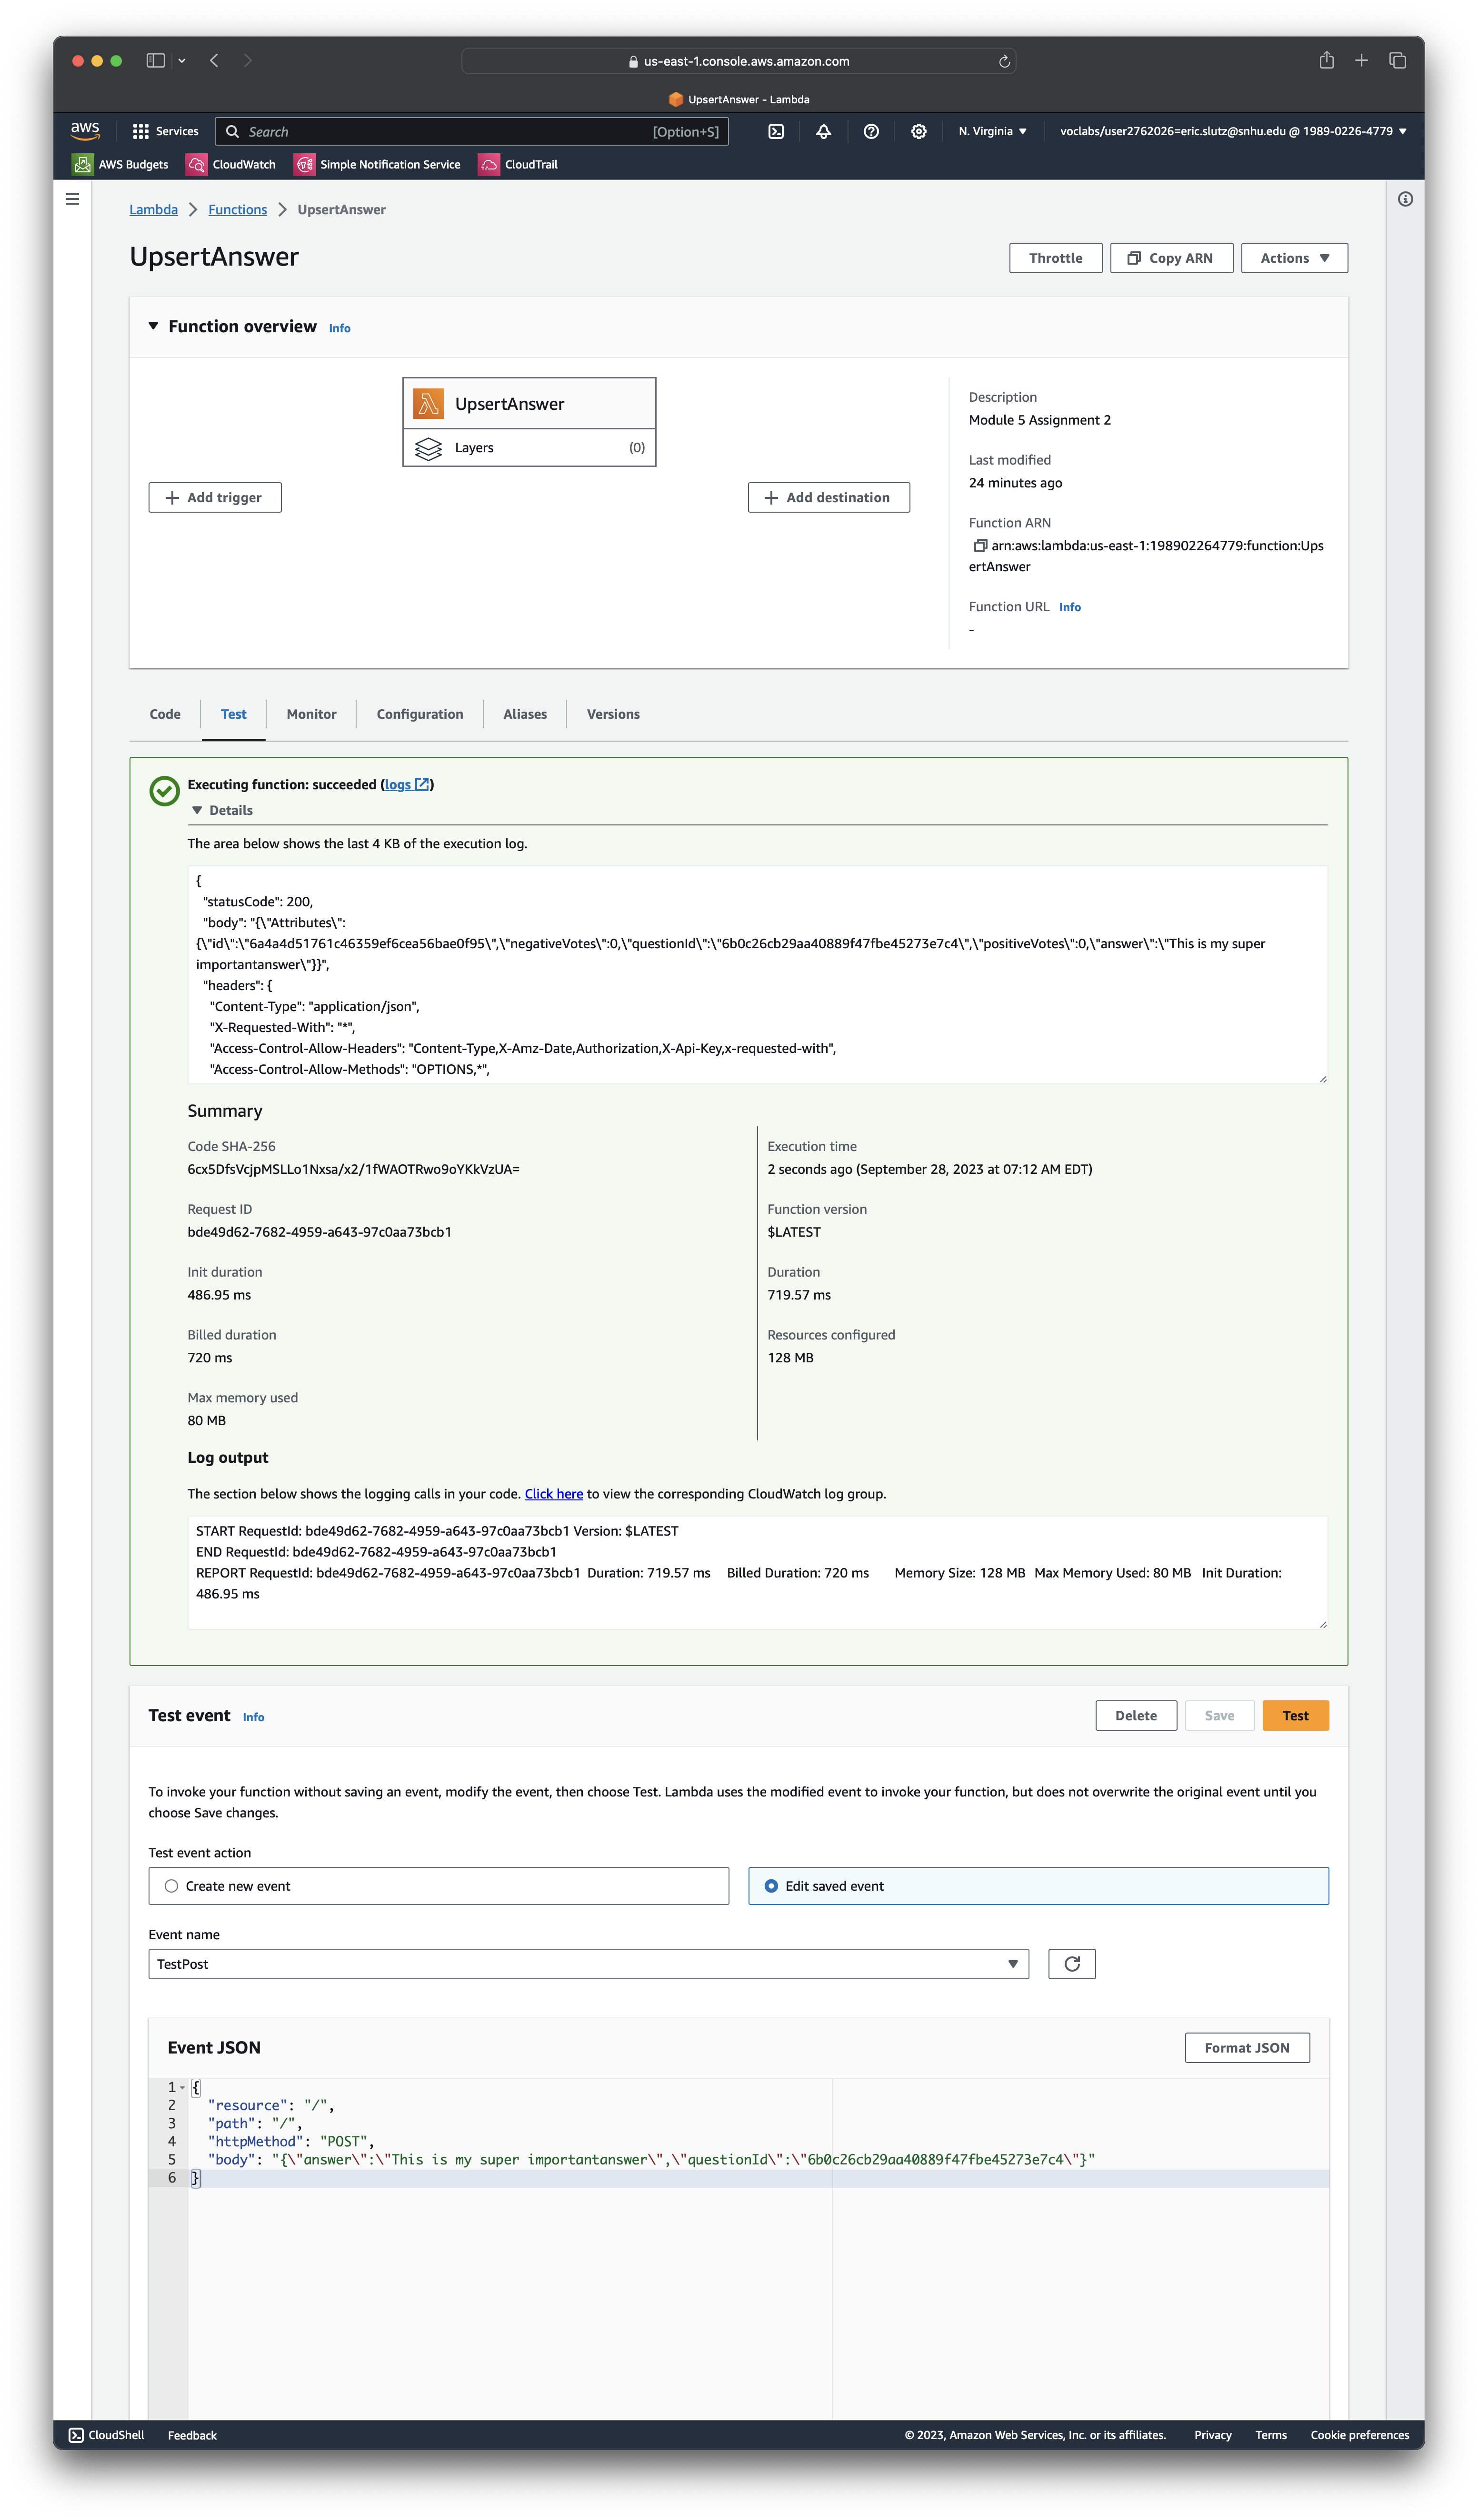 us-east-1.console.aws.amazon.com
UpsertAnswer - Lambda
aws
Services
Search
[Option+S]
N. Virginia
voclabs/user2762026=eric.slutz@snhu.edu @ 1989-0226-4779
AWS Budgets
CloudWatch
Simple Notification Service
CloudTrail
Lambda
Functions
UpsertAnswer
UpsertAnswer
Throttle
Copy ARN
Actions
Function overview
Info
UpsertAnswer
Layers
(0)
Add trigger
Add destination
Description
Module 5 Assignment 2
Last modified
24 minutes ago
Function ARN
arn:aws:lambda:us-east-1:198902264779:function:Ups
ertAnswer
Function URL Info
-
Code
Test
Monitor
Configuration
Aliases
Versions
Executing function: succeeded (logs)
Details
The area below shows the last 4 KB of the execution log.
{
"statusCode": 200,
"body": "{\"Attributes\":
{\"id\":\"6a4a4d51761c46359ef6cea56bae0f95\",\"negativeVotes\":0,\"questionId\":\"6b0c26cb29aa40889f47fbe45273e7c4\",\"positiveVotes\":0,\"answer\":\"This is my super
importantanswer\"}}",
"headers": {
"Content-Type": "application/json",
"X-Requested-With": "*",
"Access-Control-Allow-Headers": "Content-Type,X-Amz-Date,Authorization,X-Api-Key,x-requested-with",
"Access-Control-Allow-Methods": "OPTIONS,*",
Summary
Code SHA-256
6cx5DfsVcjpMSLLo1Nxsa/x2/1fWAOTRwo9oYKkVzUA=
Execution time
2 seconds ago (September 28, 2023 at 07:12 AM EDT)
Request ID
bde49d62-7682-4959-a643-97c0aa73bcb1
Function version
$LATEST
Init duration
486.95 ms
Duration
719.57 ms
Billed duration
720 ms
Resources configured
128 MB
Max memory used
80 MB
Log output
The section below shows the logging calls in your code. Click here to view the corresponding CloudWatch log group.
START RequestId: bde49d62-7682-4959-a643-97c0aa73bcb1 Version: $LATEST
END RequestId: bde49d62-7682-4959-a643-97c0aa73bcb1
REPORT RequestId: bde49d62-7682-4959-a643-97c0aa73bcb1 Duration: 719.57 ms Billed Duration: 720 ms Memory Size: 128 MB Max Memory Used: 80 MB Init Duration:
486.95 ms
Test event
Info
Delete
Save
Test
To invoke your function without saving an event, modify the event, then choose Test. Lambda uses the modified event to invoke your function, but does not overwrite the original event until you
choose Save changes.
Test event action
Create new event
Edit saved event
Event name
TestPost
Event JSON
Format JSON
1 {
2 "resource": "/",
3 "path": "/",
4 "httpMethod": "POST",
5 "body": "{\"answer\":\"This is my super importantanswer\",\"questionId\":\"6b0c26cb29aa40889f47fbe45273e7c4\"}"
6 }
CloudShell
Feedback
© 2023, Amazon Web Services, Inc. or its affiliates.
Privacy
Terms
Cookie preferences